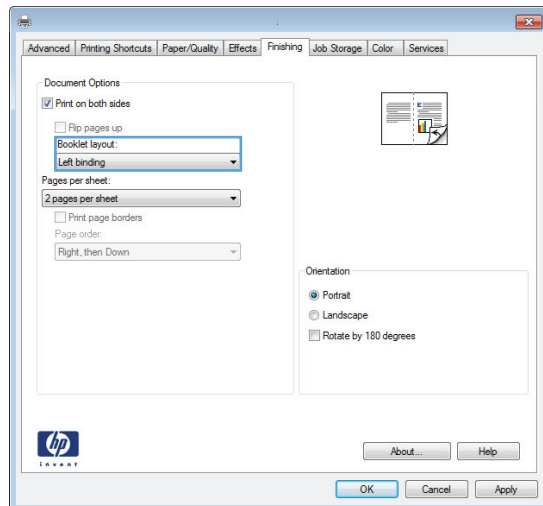 Advanced Printing Shortcuts Paper/Quality Effects Finishing Job Storage Color Services
Document Options
Print on both sides
Flip pages up
Booklet layout:
Left binding
Pages per sheet:
2 pages per sheet
Print page borders
Page order:
Right, then Down
Orientation
Portrait
Landscape
Rotate by 180 degrees
hp
invent
About... Help
OK Cancel Apply